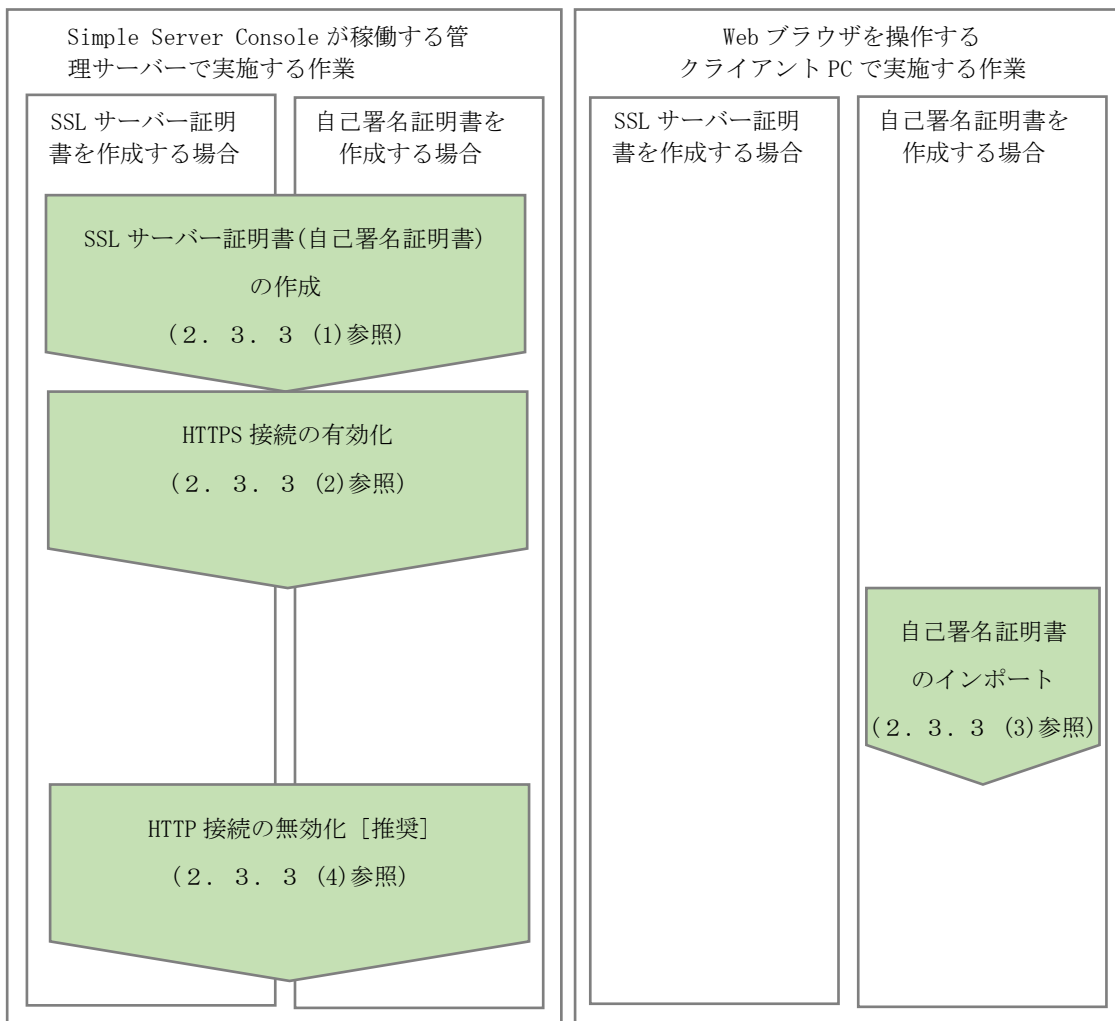 Simple Server Console が稼働する管
理サーバーで実施する作業
SSL サーバー証明
書を作成する場合
自己署名証明書を
作成する場合
SSL サーバー証明書(自己署名証明書)
の作成
(２．３．３ (1)参照)
HTTPS 接続の有効化
(２．３．３ (2)参照)
HTTP 接続の無効化［推奨］
(２．３．３ (4)参照)
Web ブラウザを操作する
クライアント PC で実施する作業
SSL サーバー証明
書を作成する場合
自己署名証明書を
作成する場合
自己署名証明書
のインポート
(２．３．３ (3)参照)